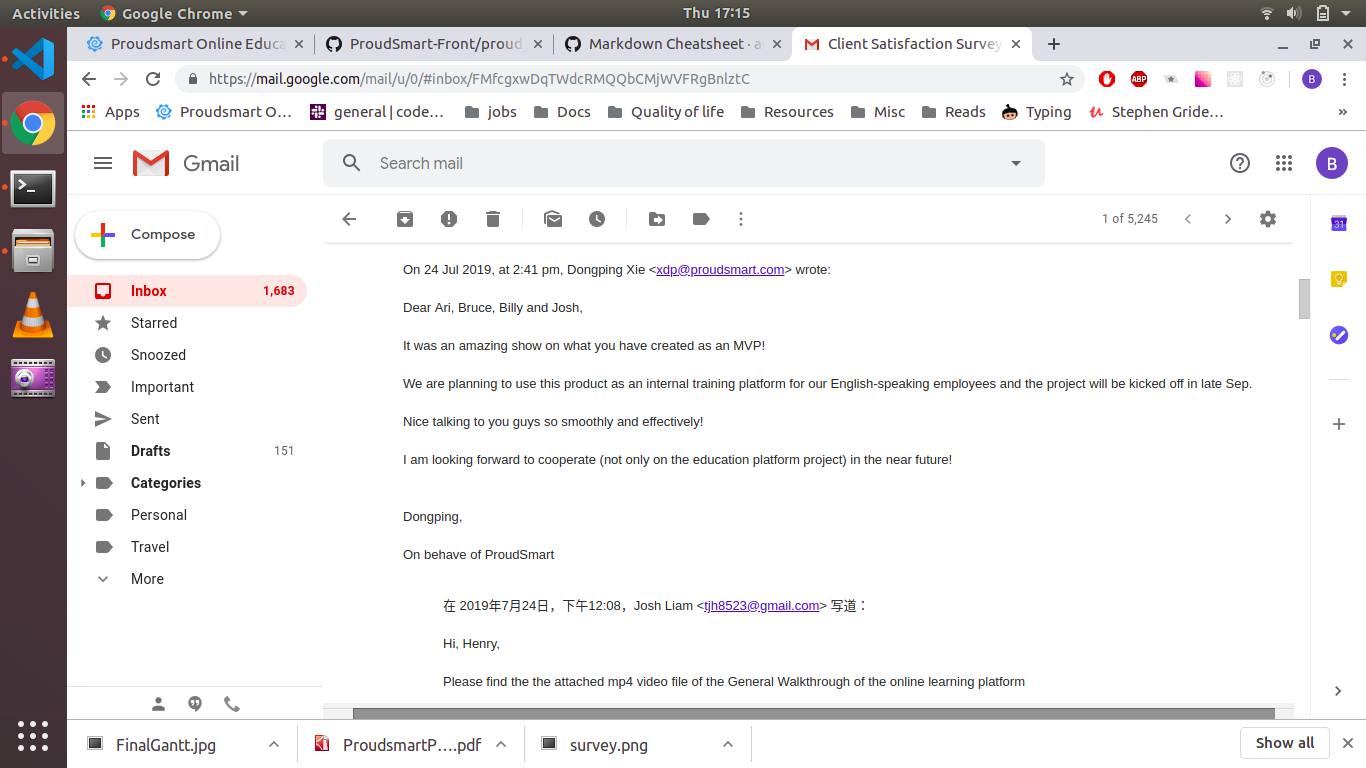 Activities
Google Chrome
Thu 17:15
Proudsmart Online Educa
ProudSmart-Front/proud
Markdown Cheatsheet · a
Client Satisfaction Survey
https://mail.google.com/mail/u/0/#inbox/FMfcgxwDqTWdcRMQQbCMjWVFRgBnlztC
ABP
B
Apps
Proudsmart O…
general | code…
jobs
Docs
Quality of life
Resources
Misc
Reads
Typing
Stephen Gride…
»
Gmail
Search mail
B
Compose
1 of 5,245
31
Inbox 1,683
Starred
Snoozed
Important
Sent
Drafts 151
Categories
Personal
Travel
More
On 24 Jul 2019, at 2:41 pm, Dongping Xie <xdp@proudsmart.com> wrote:
Dear Ari, Bruce, Billy and Josh,
It was an amazing show on what you have created as an MVP!
We are planning to use this product as an internal training platform for our English-speaking employees and the project will be kicked off in late Sep.
Nice talking to you guys so smoothly and effectively!
I am looking forward to cooperate (not only on the education platform project) in the near future!
Dongping,
On behave of ProudSmart
在 2019年7月24日，下午12:08，Josh Liam <tjh8523@gmail.com> 写道：
Hi, Henry,
Please find the the attached mp4 video file of the General Walkthrough of the online learning platform
FinalGantt.jpg
ProudsmartP….pdf
survey.png
Show all